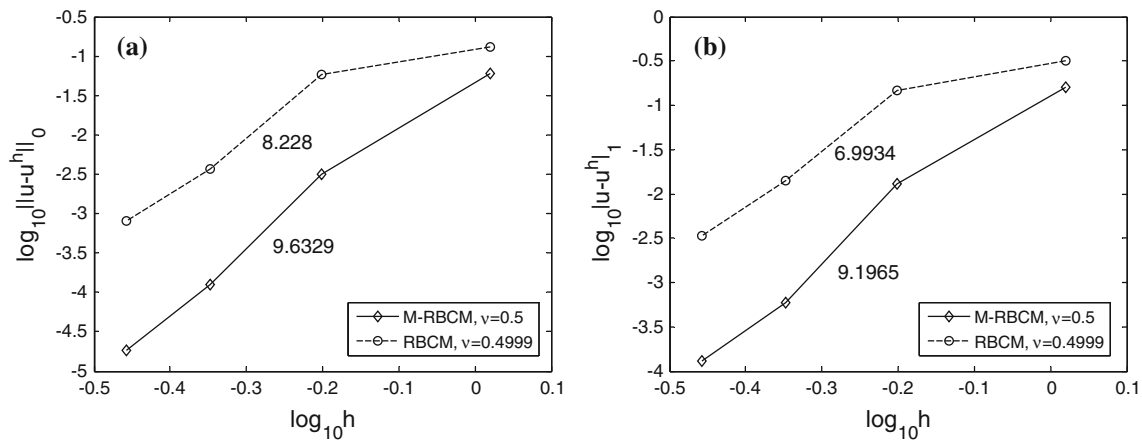 (a)
-0.5
-1
-1.5
-2
-2.5
-3
-3.5
-4
-4.5
-5
log10||u-u^h||0
8.228
9.6329
M-RBCM, ν=0.5
RBCM, ν=0.4999
-0.5 -0.4 -0.3 -0.2 -0.1 0 0.1
log10h
(b)
0
-0.5
-1
-1.5
-2
-2.5
-3
-3.5
-4
log10|u-u^h|1
6.9934
9.1965
M-RBCM, ν=0.5
RBCM, ν=0.4999
-0.5 -0.4 -0.3 -0.2 -0.1 0 0.1
log10h